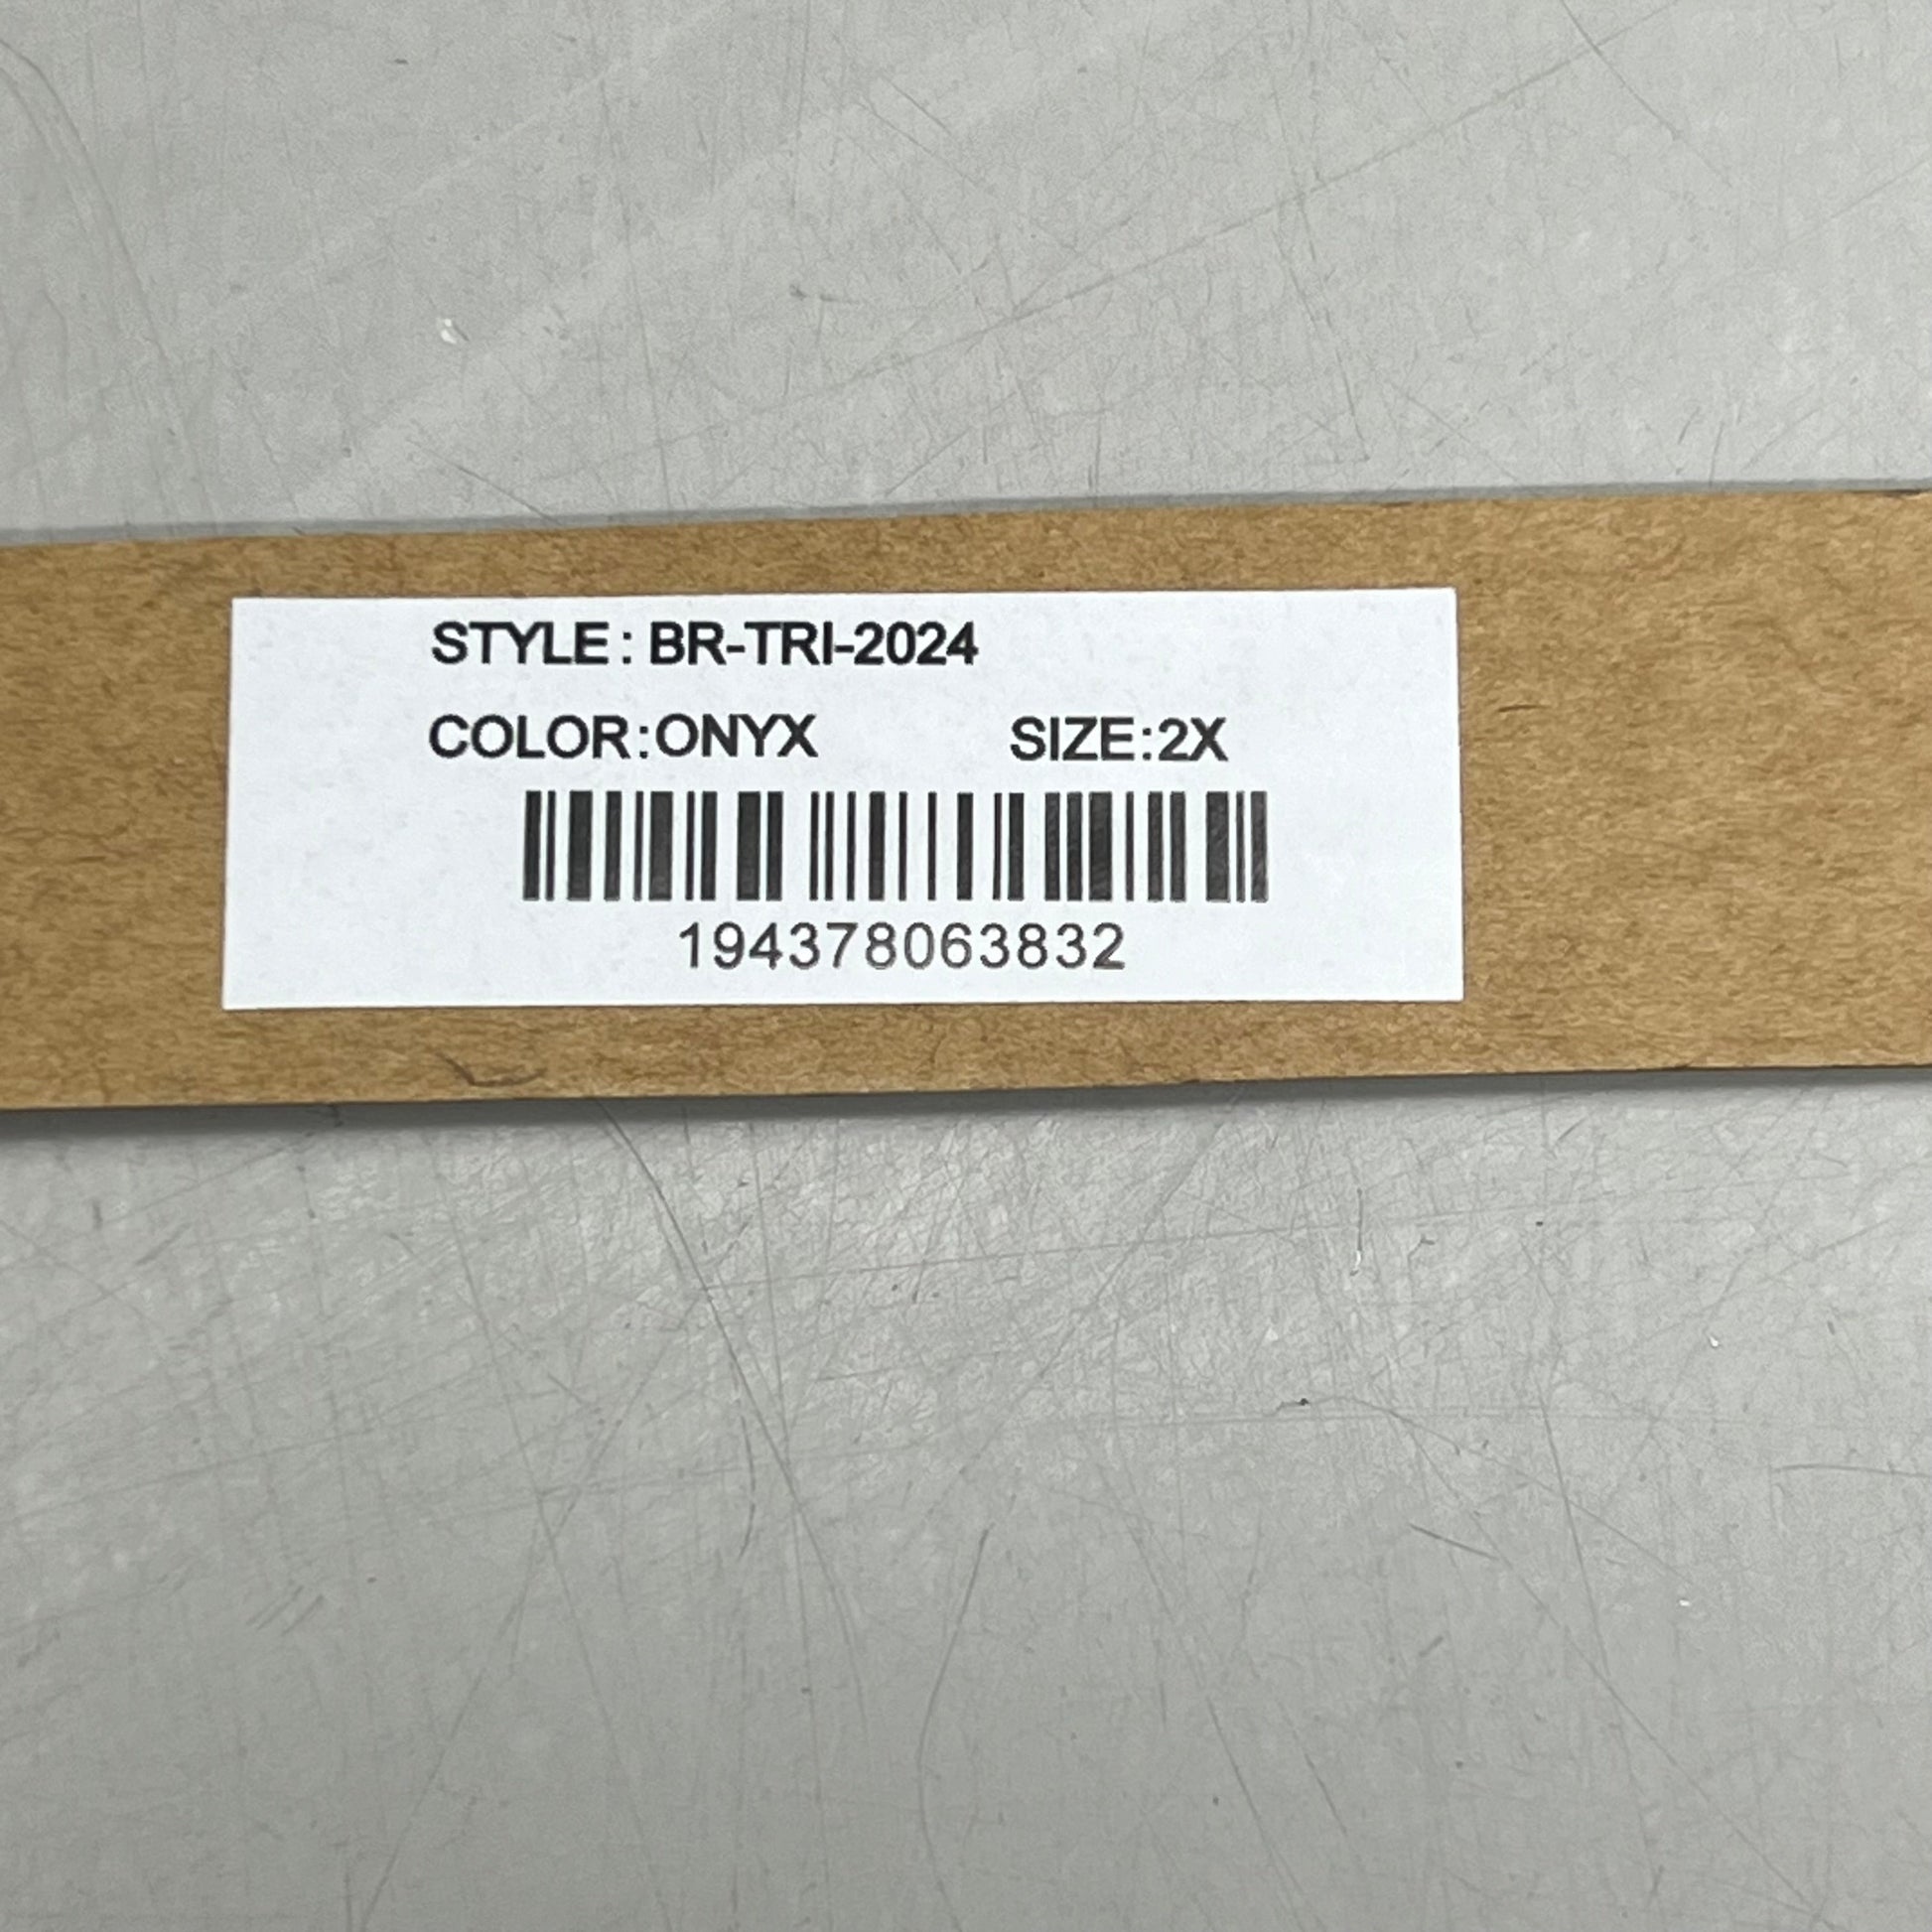 STYLE: BR-TRI-2024
COLOR:ONYX SIZE:2X
194378063832